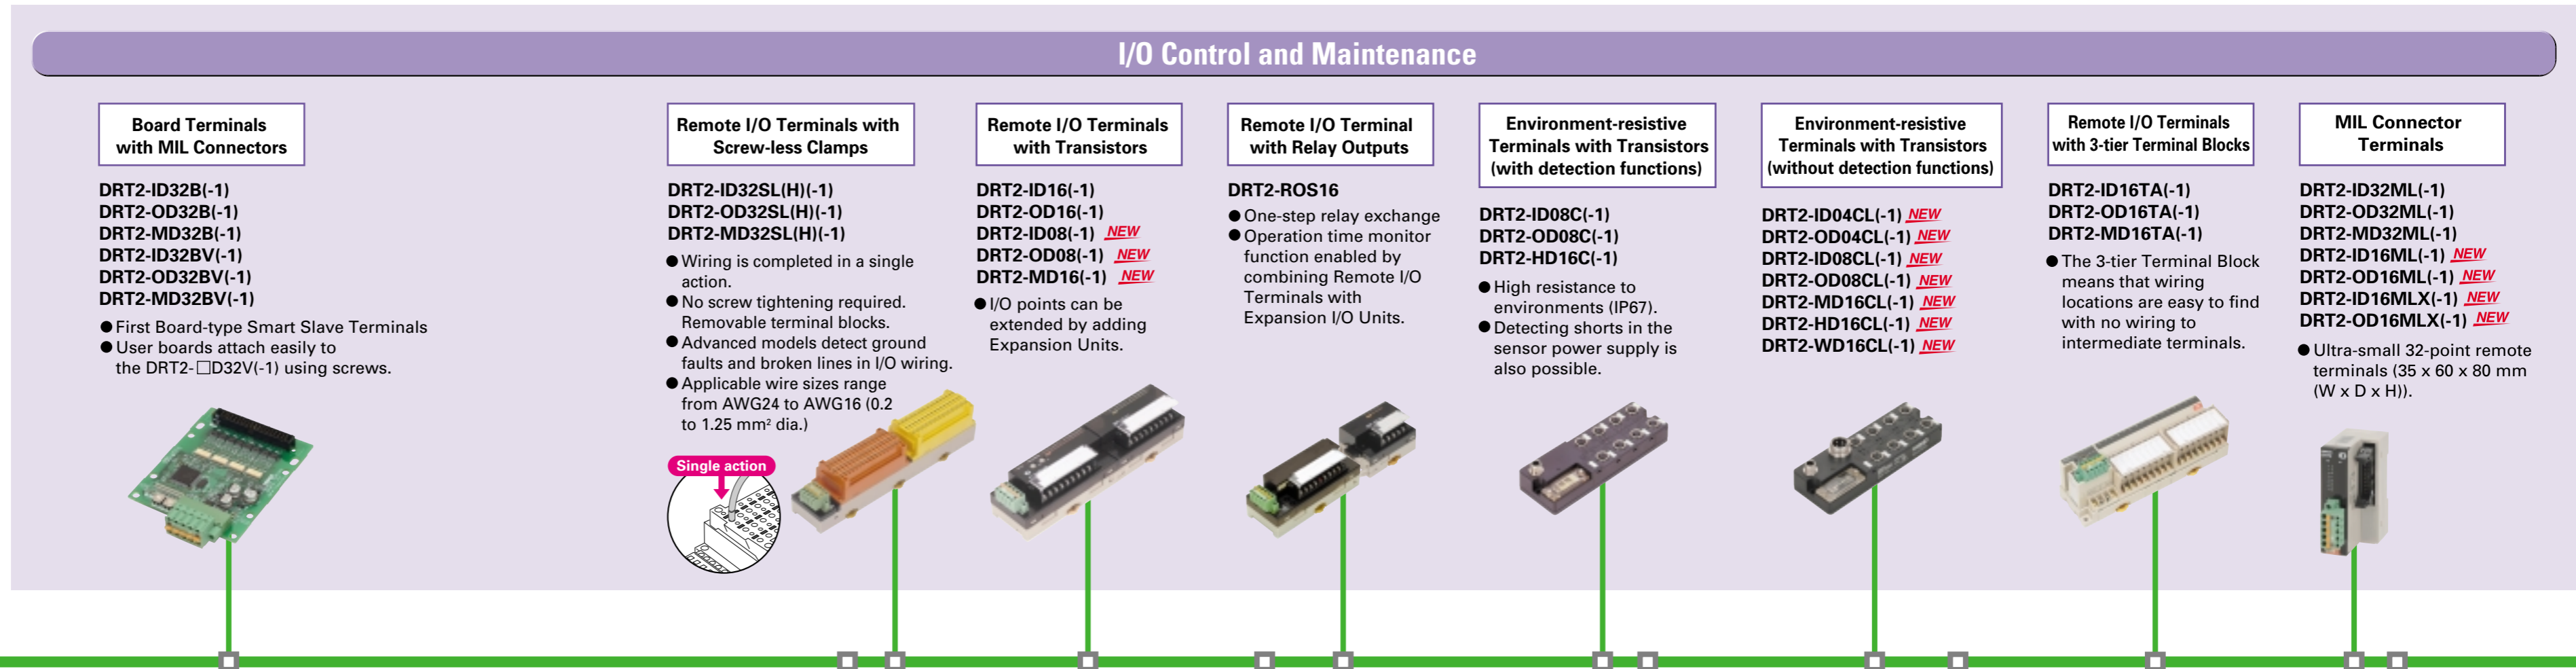 I/O Control and Maintenance
Board Terminals
with MIL Connectors
DRT2-ID32B(-1)
DRT2-OD32B(-1)
DRT2-MD32B(-1)
DRT2-ID32BV(-1)
DRT2-OD32BV(-1)
DRT2-MD32BV(-1)
●First Board-type Smart Slave Terminals
●User boards attach easily to
the DRT2-□D32V(-1) using screws.
Remote I/O Terminals with
Screw-less Clamps
DRT2-ID32SL(H)(-1)
DRT2-OD32SL(H)(-1)
DRT2-MD32SL(H)(-1)
●Wiring is completed in a single
action.
●No screw tightening required.
Removable terminal blocks.
●Advanced models detect ground
faults and broken lines in I/O wiring.
●Applicable wire sizes range
from AWG24 to AWG16 (0.2
to 1.25 mm² dia.)
Single action
Remote I/O Terminals
with Transistors
DRT2-ID16(-1)
DRT2-OD16(-1)
DRT2-ID08(-1) NEW
DRT2-OD08(-1) NEW
DRT2-MD16(-1) NEW
●I/O points can be
extended by adding
Expansion Units.
Remote I/O Terminal
with Relay Outputs
DRT2-ROS16
●One-step relay exchange
●Operation time monitor
function enabled by
combining Remote I/O
Terminals with
Expansion I/O Units.
Environment-resistive
Terminals with Transistors
(with detection functions)
DRT2-ID08C(-1)
DRT2-OD08C(-1)
DRT2-HD16C(-1)
●High resistance to
environments (IP67).
●Detecting shorts in the
sensor power supply is
also possible.
Environment-resistive
Terminals with Transistors
(without detection functions)
DRT2-ID04CL(-1) NEW
DRT2-OD04CL(-1) NEW
DRT2-ID08CL(-1) NEW
DRT2-OD08CL(-1) NEW
DRT2-MD16CL(-1) NEW
DRT2-HD16CL(-1) NEW
DRT2-WD16CL(-1) NEW
Remote I/O Terminals
with 3-tier Terminal Blocks
DRT2-ID16TA(-1)
DRT2-OD16TA(-1)
DRT2-MD16TA(-1)
●The 3-tier Terminal Block
means that wiring
locations are easy to find
with no wiring to
intermediate terminals.
MIL Connector
Terminals
DRT2-ID32ML(-1)
DRT2-OD32ML(-1)
DRT2-MD32ML(-1)
DRT2-ID16ML(-1) NEW
DRT2-OD16ML(-1) NEW
DRT2-ID16MLX(-1) NEW
DRT2-OD16MLX(-1) NEW
●Ultra-small 32-point remote
terminals (35 x 60 x 80 mm
(W x D x H)).